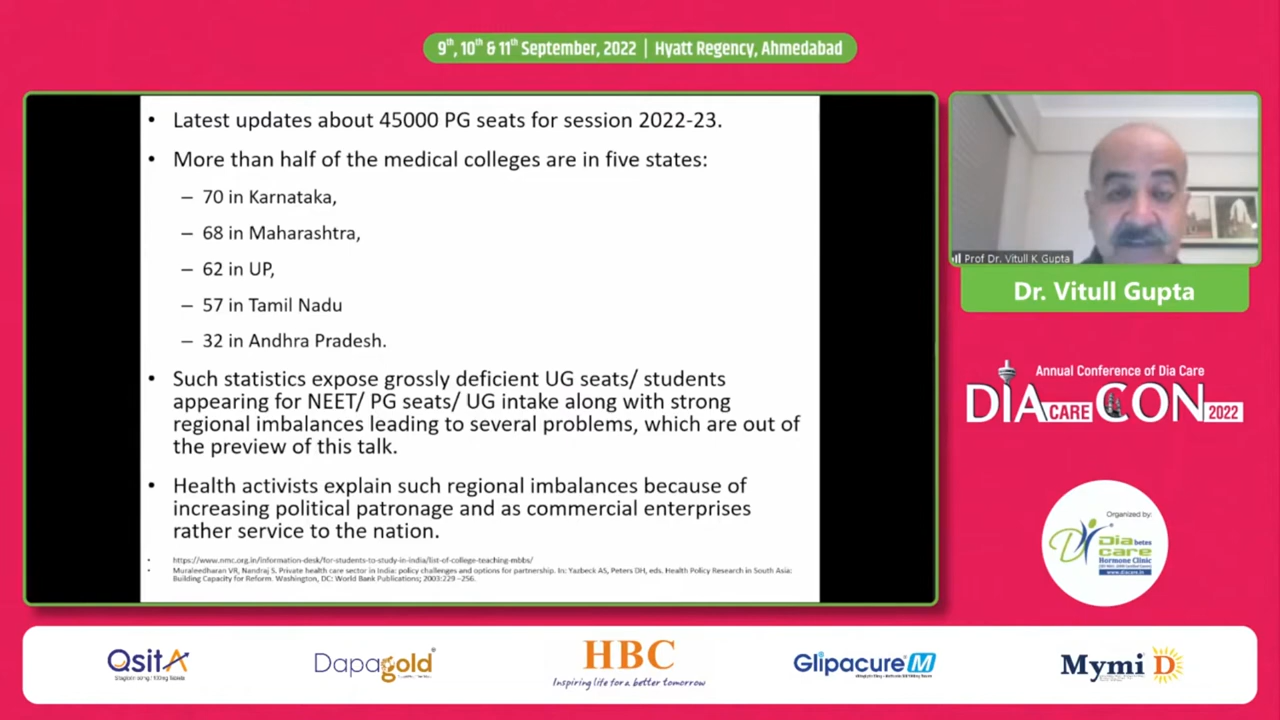 9th, 10th & 11th September, 2022 | Hyatt Regency, Ahmedabad
• Latest updates about 45000 PG seats for session 2022-23.
• More than half of the medical colleges are in five states:
– 70 in Karnataka,
– 68 in Maharashtra,
– 62 in UP,
– 57 in Tamil Nadu
– 32 in Andhra Pradesh.
• Such statistics expose grossly deficient UG seats/ students
appearing for NEET/ PG seats/ UG intake along with strong
regional imbalances leading to several problems, which are out of
the preview of this talk.
• Health activists explain such regional imbalances because of
increasing political patronage and as commercial enterprises
rather service to the nation.
• https://www.nmc.org.in/information-desk/for-students-to-study-in-india/list-of-college-teaching-mbbs/
• Muraleedharan VR, Nandraj S. Private health care sector in India: policy challenges and options for partnership. In: Yazbeck AS, Peters DH, eds. Health Policy Research in South Asia:
Building Capacity for Reform. Washington, DC: World Bank Publications; 2003:229 –256.
Prof Dr. Vitull K Gupta
Dr. Vitull Gupta
Annual Conference of Dia Care
DIA CARE CON 2022
Organized by:
Diabetes
care
Hormone Clinic
www.diacare.in
QsitA
Dapagold
HBC
Inspiring life for a better tomorrow
Glipacure M
Mymi D